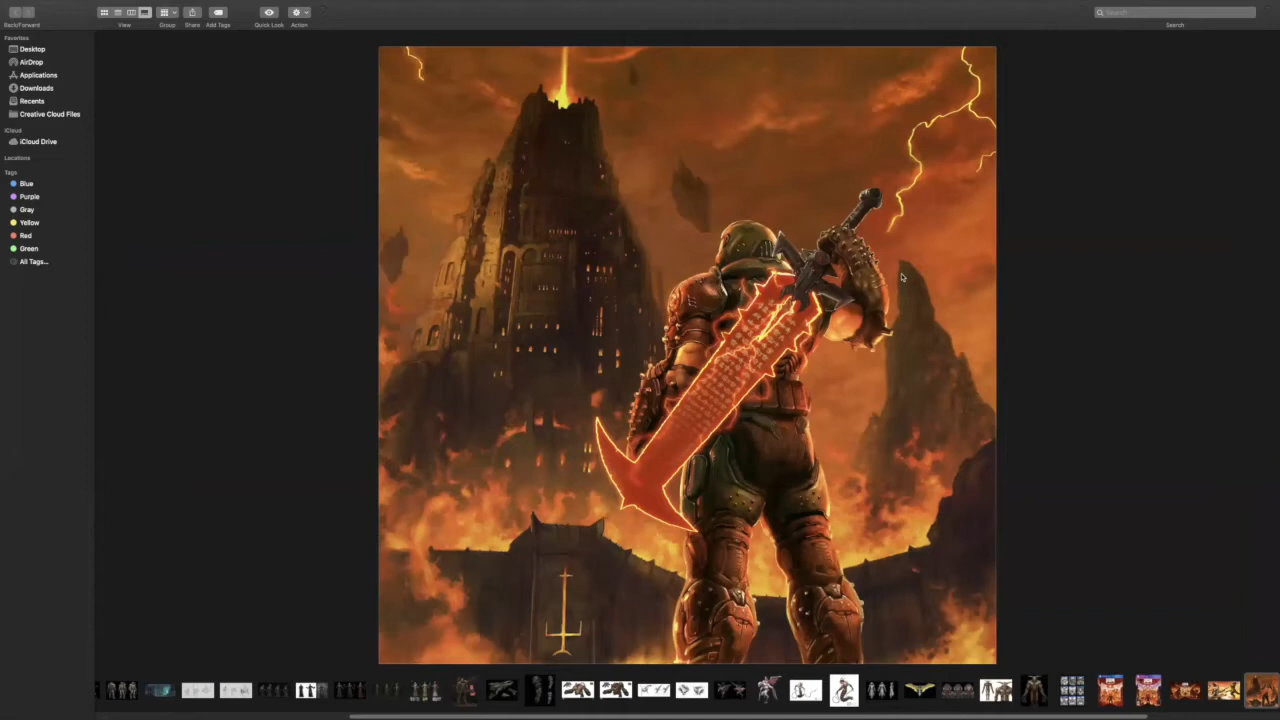 Back/Forward
View
Group
Share
Add Tags
Quick Look
Action
Search
Search
Favorites
Desktop
AirDrop
Applications
Downloads
Recents
Creative Cloud Files
iCloud
iCloud Drive
Locations
Tags
Blue
Purple
Gray
Yellow
Red
Green
All Tags...